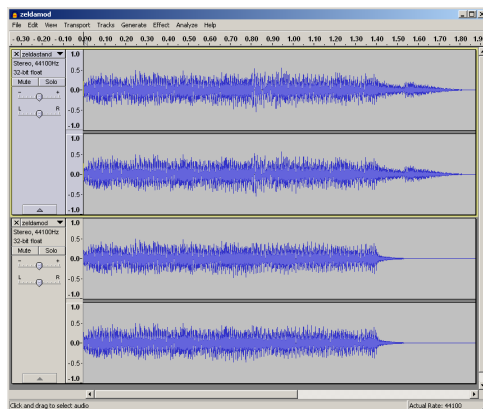 zeldamod
File Edit View Transport Tracks Generate Effect Analyze Help
-0.30 -0.20 -0.10 0.00 0.10 0.20 0.30 0.40 0.50 0.60 0.70 0.80 0.90 1.00 1.10 1.20 1.30 1.40 1.50 1.60 1.70 1.80 1.9
X zeldastand 1.0
Stereo, 44100Hz
32-bit float 0.5
Mute Solo
- + 0.0
L R
-0.5
-1.0
1.0
0.5
0.0
-0.5
-1.0
X zeldamod 1.0
Stereo, 44100Hz
32-bit float 0.5
Mute Solo
- + 0.0
L R
-0.5
-1.0
1.0
0.5
0.0
-0.5
-1.0
Click and drag to select audio Actual Rate: 44100